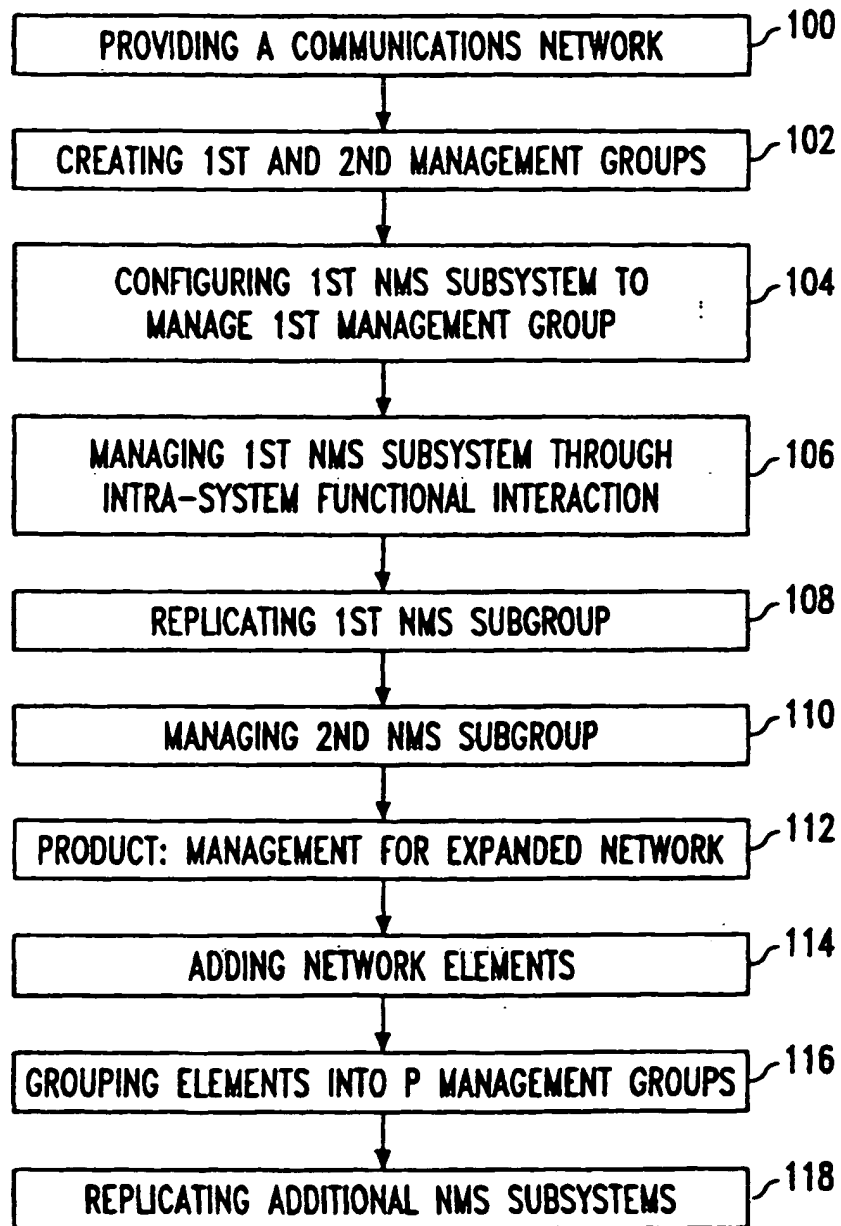 PROVIDING A COMMUNICATIONS NETWORK 100
CREATING 1ST AND 2ND MANAGEMENT GROUPS 102
CONFIGURING 1ST NMS SUBSYSTEM TO
MANAGE 1ST MANAGEMENT GROUP 104
MANAGING 1ST NMS SUBSYSTEM THROUGH
INTRA-SYSTEM FUNCTIONAL INTERACTION 106
REPLICATING 1ST NMS SUBGROUP 108
MANAGING 2ND NMS SUBGROUP 110
PRODUCT: MANAGEMENT FOR EXPANDED NETWORK 112
ADDING NETWORK ELEMENTS 114
GROUPING ELEMENTS INTO P MANAGEMENT GROUPS 116
REPLICATING ADDITIONAL NMS SUBSYSTEMS 118